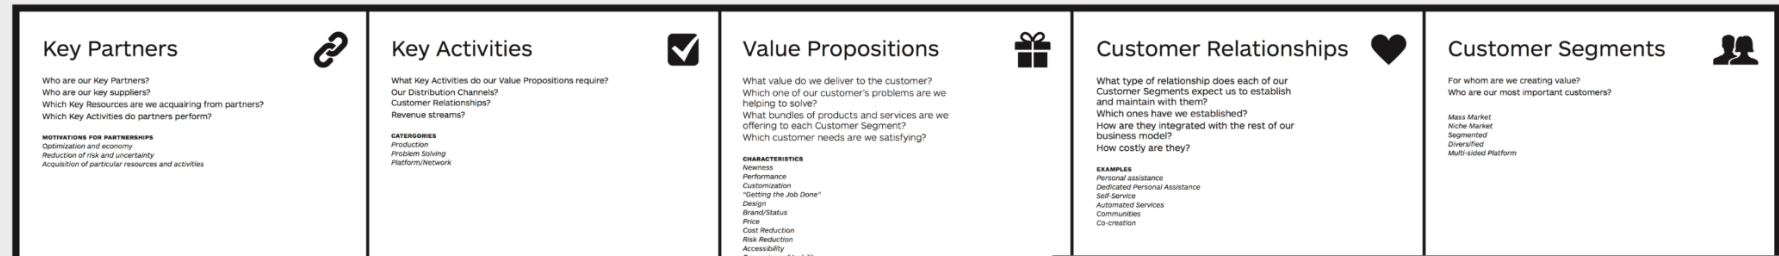 Key Partners
Who are our Key Partners?
Who are our key suppliers?
Which Key Resources are we acquairing from partners?
Which Key Activities do partners perform?
MOTIVATIONS FOR PARTNERSHIPS
Optimization and economy
Reduction of risk and uncertainty
Acquisition of particular resources and activities
Key Activities
What Key Activities do our Value Propositions require?
Our Distribution Channels?
Customer Relationships?
Revenue streams?
CATERGORIES
Production
Problem Solving
Platform/Network
Value Propositions
What value do we deliver to the customer?
Which one of our customer's problems are we
helping to solve?
What bundles of products and services are we
offering to each Customer Segment?
Which customer needs are we satisfying?
CHARACTERISTICS
Newness
Performance
Customization
"Getting the Job Done"
Design
Brand/Status
Price
Cost Reduction
Risk Reduction
Accessibility
Customer Relationships
What type of relationship does each of our
Customer Segments expect us to establish
and maintain with them?
Which ones have we established?
How are they integrated with the rest of our
business model?
How costly are they?
EXAMPLES
Personal assistance
Dedicated Personal Assistance
Self-Service
Automated Services
Communities
Co-creation
Customer Segments
For whom are we creating value?
Who are our most important customers?
Mass Market
Niche Market
Segmented
Diversified
Multi-sided Platform